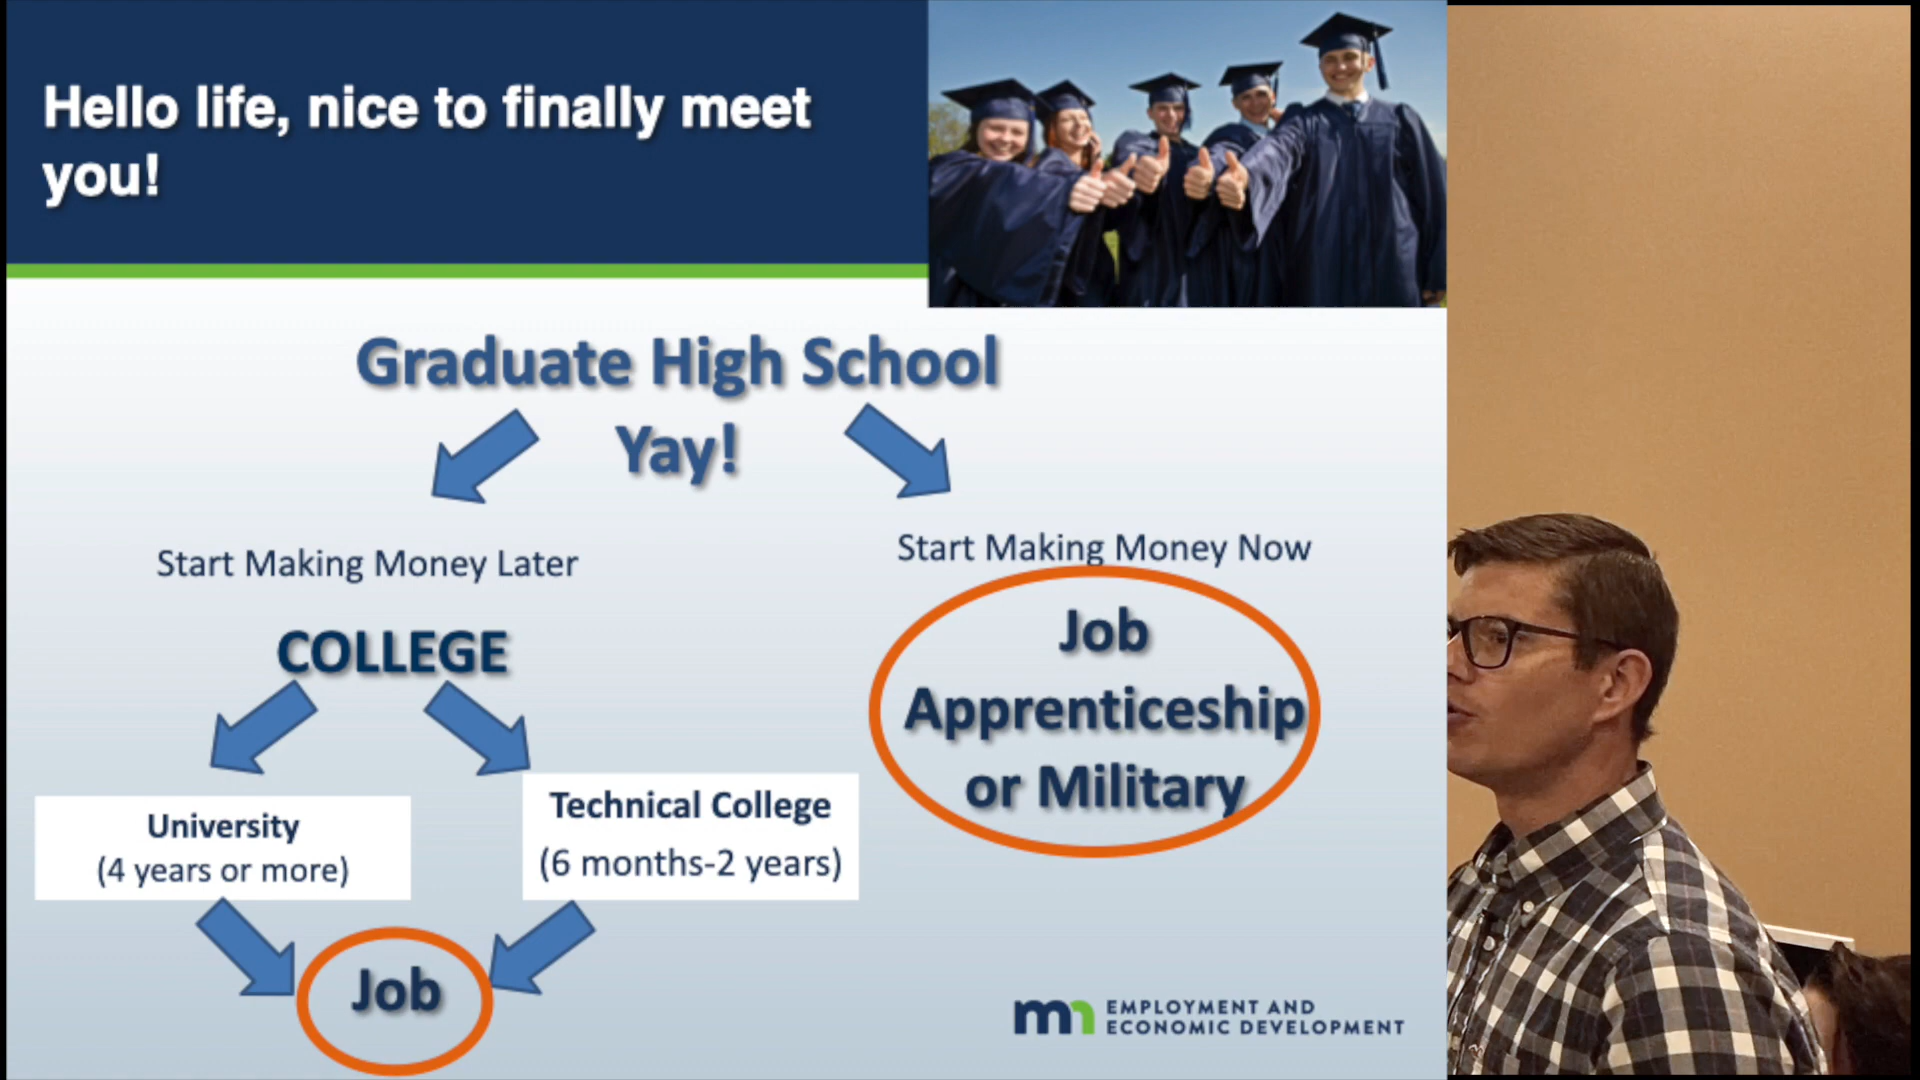 Hello life, nice to finally meet
you!
Graduate High School
Yay!
Start Making Money Later
Start Making Money Now
COLLEGE
Job
Apprenticeship
or Military
University
(4 years or more)
Technical College
(6 months-2 years)
Job
mn EMPLOYMENT AND
ECONOMIC DEVELOPMENT